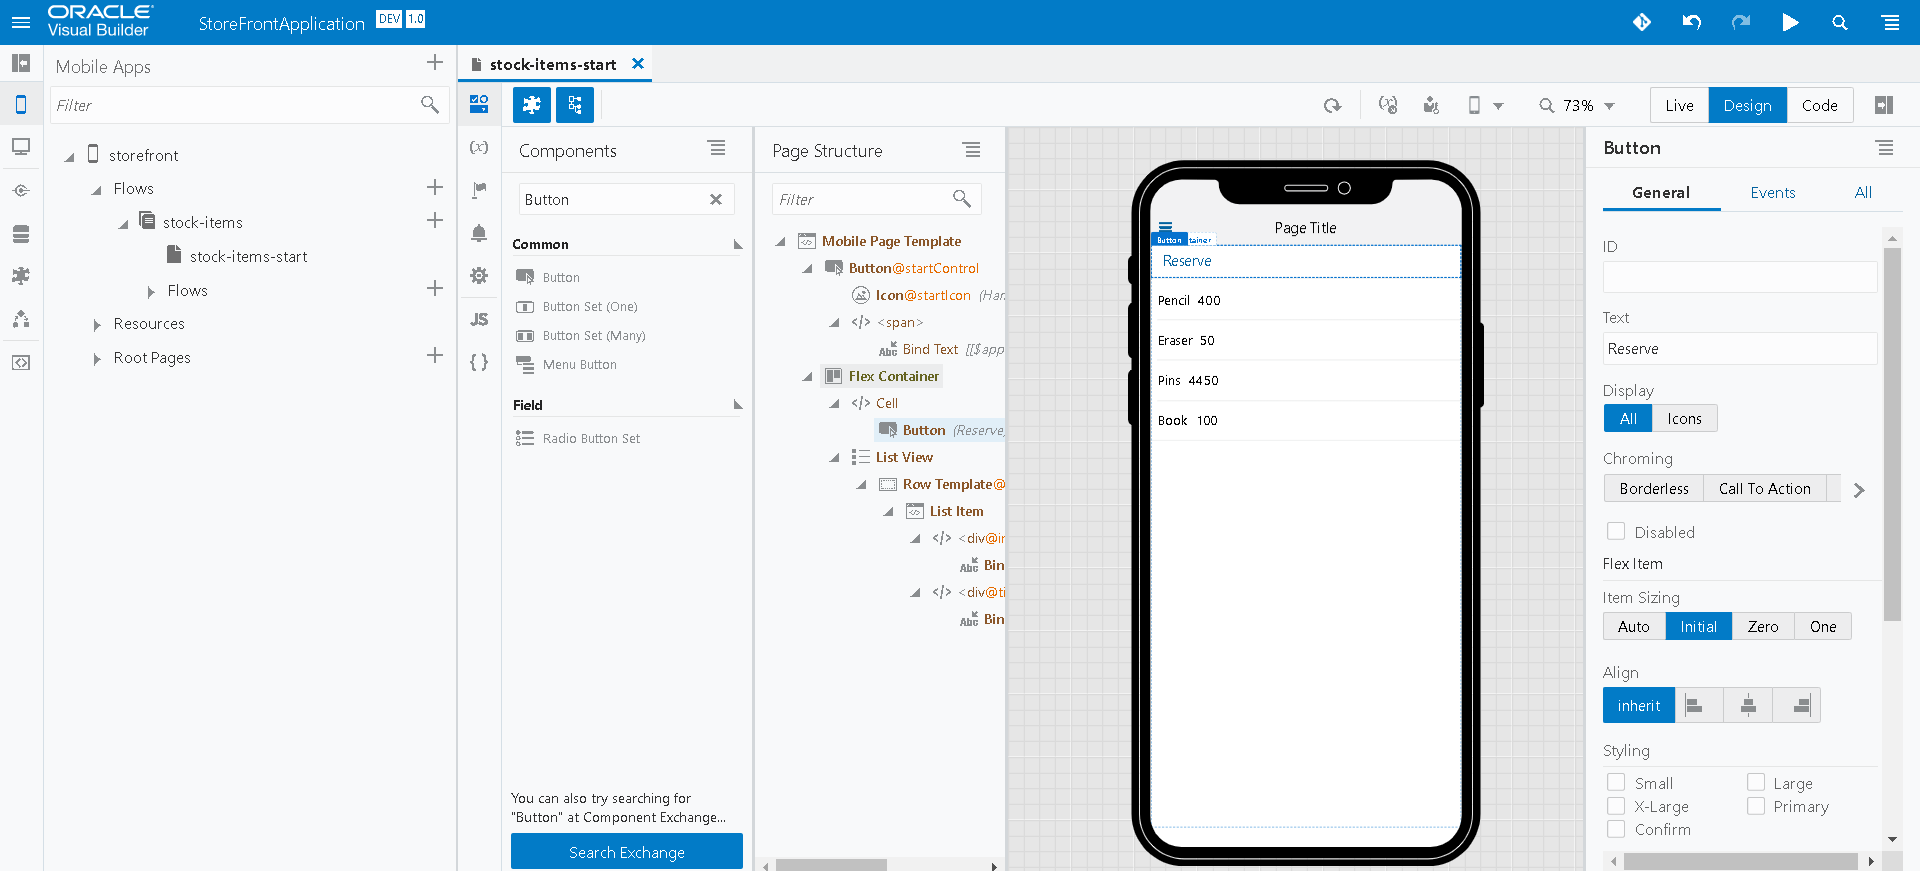 ORACLE
Visual Builder
StoreFrontApplication
DEV 1.0
Mobile Apps
Filter
storefront
Flows
stock-items
stock-items-start
Flows
Resources
Root Pages
stock-items-start
73%
Live
Design
Code
(x)
JS
{ }
Components
Button
Common
Button
Button Set (One)
Button Set (Many)
Menu Button
Field
Radio Button Set
You can also try searching for
"Button" at Component Exchange...
Search Exchange
Page Structure
Filter
Mobile Page Template
Button@startControl
Icon@startIcon (Har
</> <span>
Abc Bind Text [[$app
Flex Container
</> Cell
Button (Reserve)
List View
Row Template@
List Item
</> <div@in
Abc Bin
</> <div@ti
Abc Bin
Page Title
Button tainer
Reserve
Pencil 400
Eraser 50
Pins 4450
Book 100
Button
General
Events
All
ID
Text
Reserve
Display
All
Icons
Chroming
Borderless
Call To Action
Disabled
Flex Item
Item Sizing
Auto
Initial
Zero
One
Align
inherit
Styling
Small
Large
X-Large
Primary
Confirm